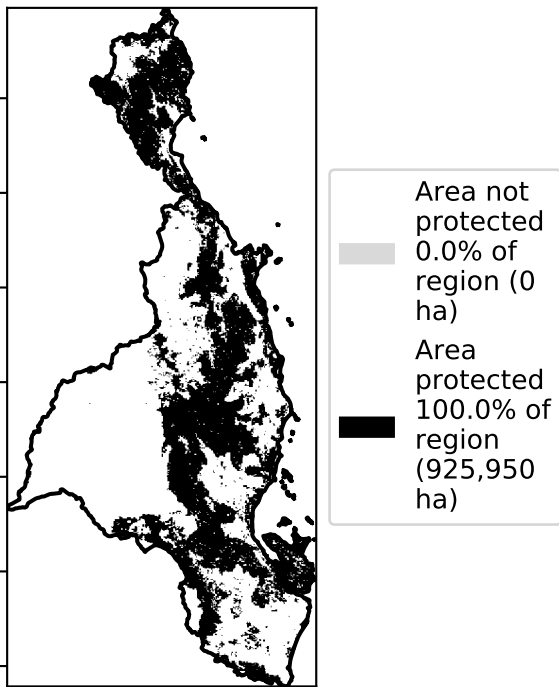 Area not
protected
0.0% of
region (0
ha)
Area
protected
100.0% of
region
(925,950
ha)